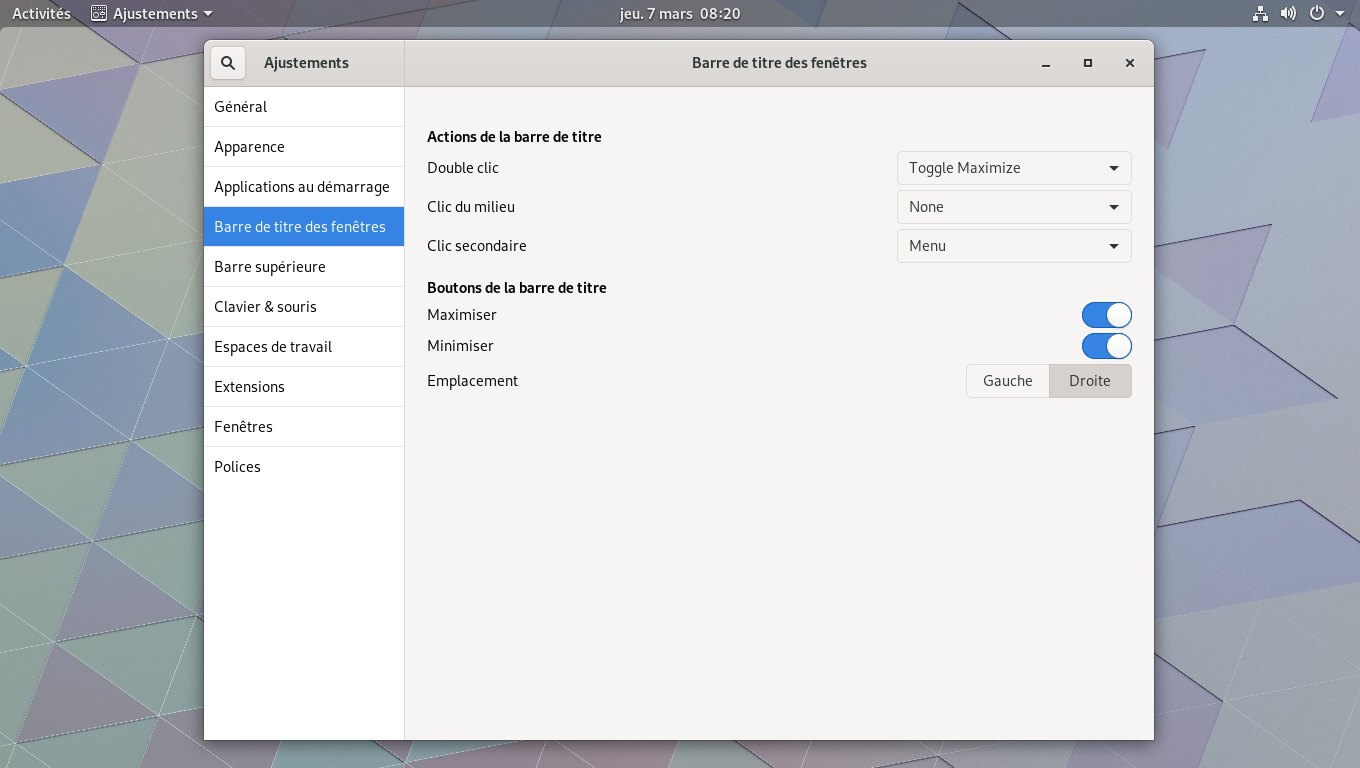 Activités Ajustements jeu. 7 mars 08:20
Ajustements Barre de titre des fenêtres
Général
Apparence
Applications au démarrage
Barre de titre des fenêtres
Barre supérieure
Clavier & souris
Espaces de travail
Extensions
Fenêtres
Polices
Actions de la barre de titre
Double clic Toggle Maximize
Clic du milieu None
Clic secondaire Menu
Boutons de la barre de titre
Maximiser
Minimiser
Emplacement Gauche Droite